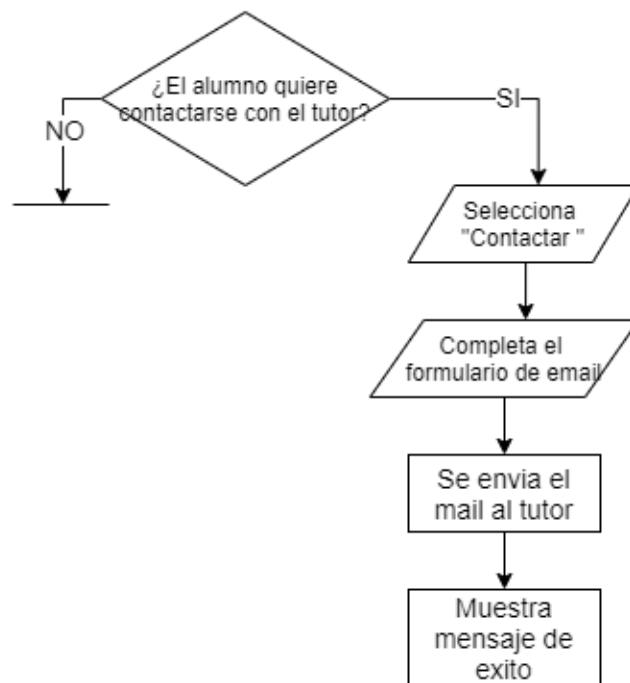 ¿El alumno quiere
contactarse con el tutor?
NO
SI
Selecciona
"Contactar "
Completa el
formulario de email
Se envia el
mail al tutor
Muestra
mensaje de
exito